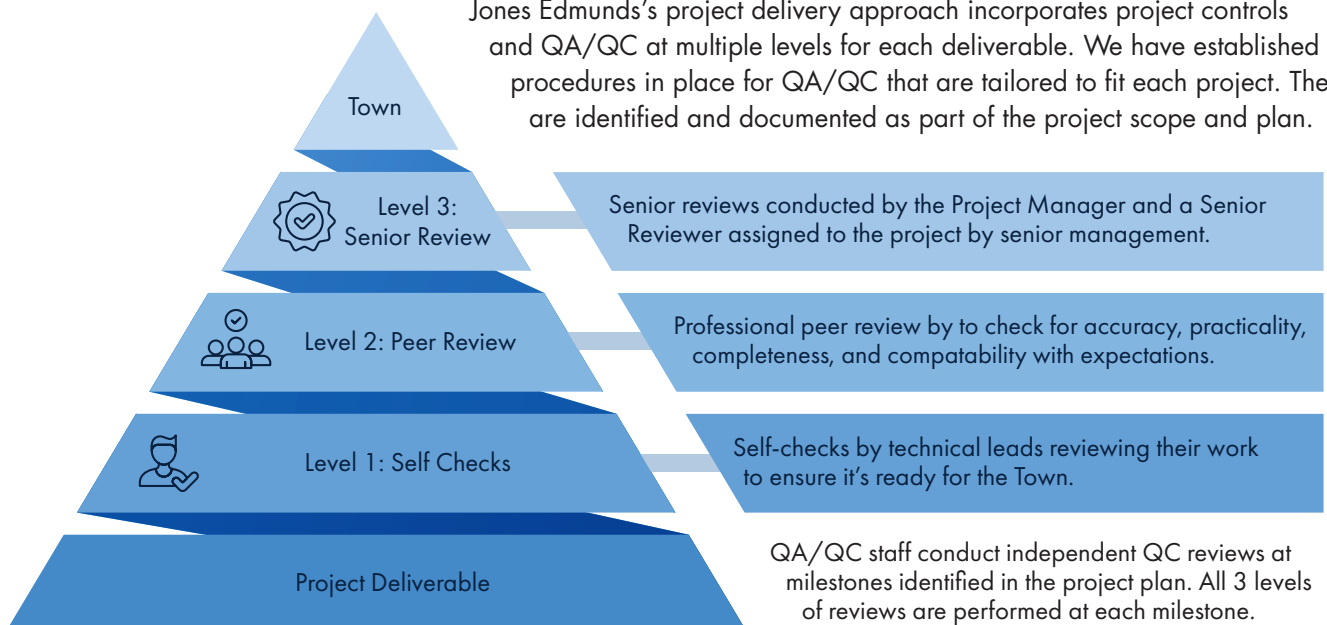 Jones Edmunds's project delivery approach incorporates project controls
and QA/QC at multiple levels for each deliverable. We have established
procedures in place for QA/QC that are tailored to fit each project. The
are identified and documented as part of the project scope and plan.
Town
Level 3:
Senior Review
Senior reviews conducted by the Project Manager and a Senior
Reviewer assigned to the project by senior management.
Level 2: Peer Review
Professional peer review by to check for accuracy, practicality,
completeness, and compatability with expectations.
Level 1: Self Checks
Self-checks by technical leads reviewing their work
to ensure it's ready for the Town.
Project Deliverable
QA/QC staff conduct independent QC reviews at
milestones identified in the project plan. All 3 levels
of reviews are performed at each milestone.